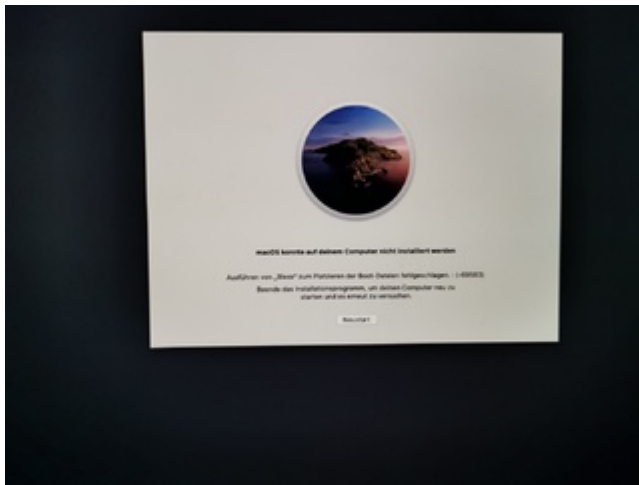 macOS konnte auf deinem Computer nicht installiert werden
Ausführen von „Bless“ zum Platzieren der Boot-Dateien fehlgeschlagen. : (-69583)
Beende das Installationsprogramm, um deinen Computer neu zu
starten und es erneut zu versuchen.
Neustart